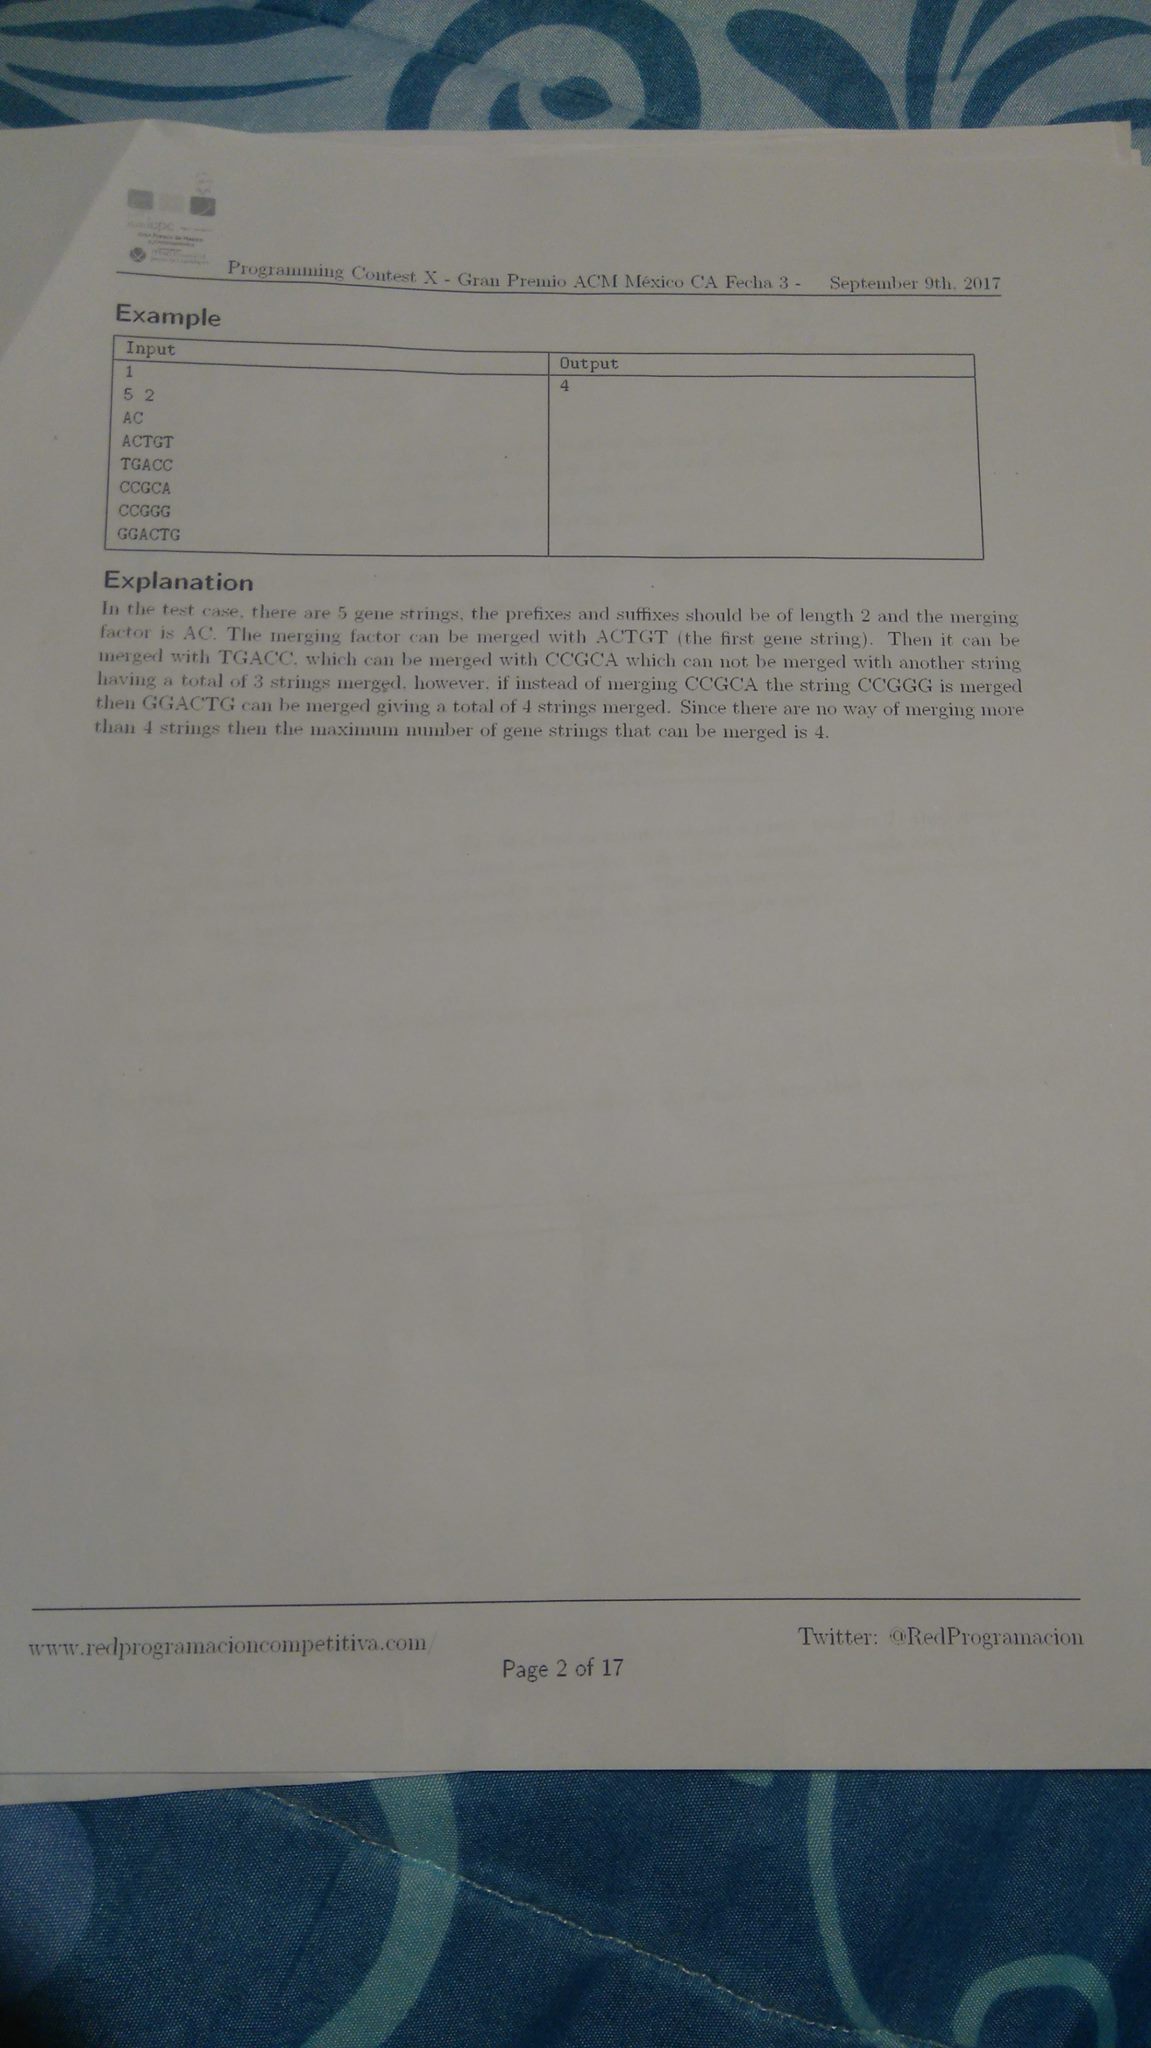 Programming Contest X - Gran Premio ACM México CA Fecha 3 - September 9th, 2017
Example
Input Output
1 4
5 2
AC
ACTGT
TGACC
CCGCA
CCGGG
GGACTG
Explanation
In the test case, there are 5 gene strings, the prefixes and suffixes should be of length 2 and the merging
factor is AC. The merging factor can be merged with ACTGT (the first gene string). Then it can be
merged with TGACC, which can be merged with CCGCA which can not be merged with another string
having a total of 3 strings merged, however, if instead of merging CCGCA the string CCGGG is merged
then GGACTG can be merged giving a total of 4 strings merged. Since there are no way of merging more
than 4 strings then the maximum number of gene strings that can be merged is 4.
www.redprogramacioncompetitiva.com/ Twitter: @RedProgramacion
Page 2 of 17